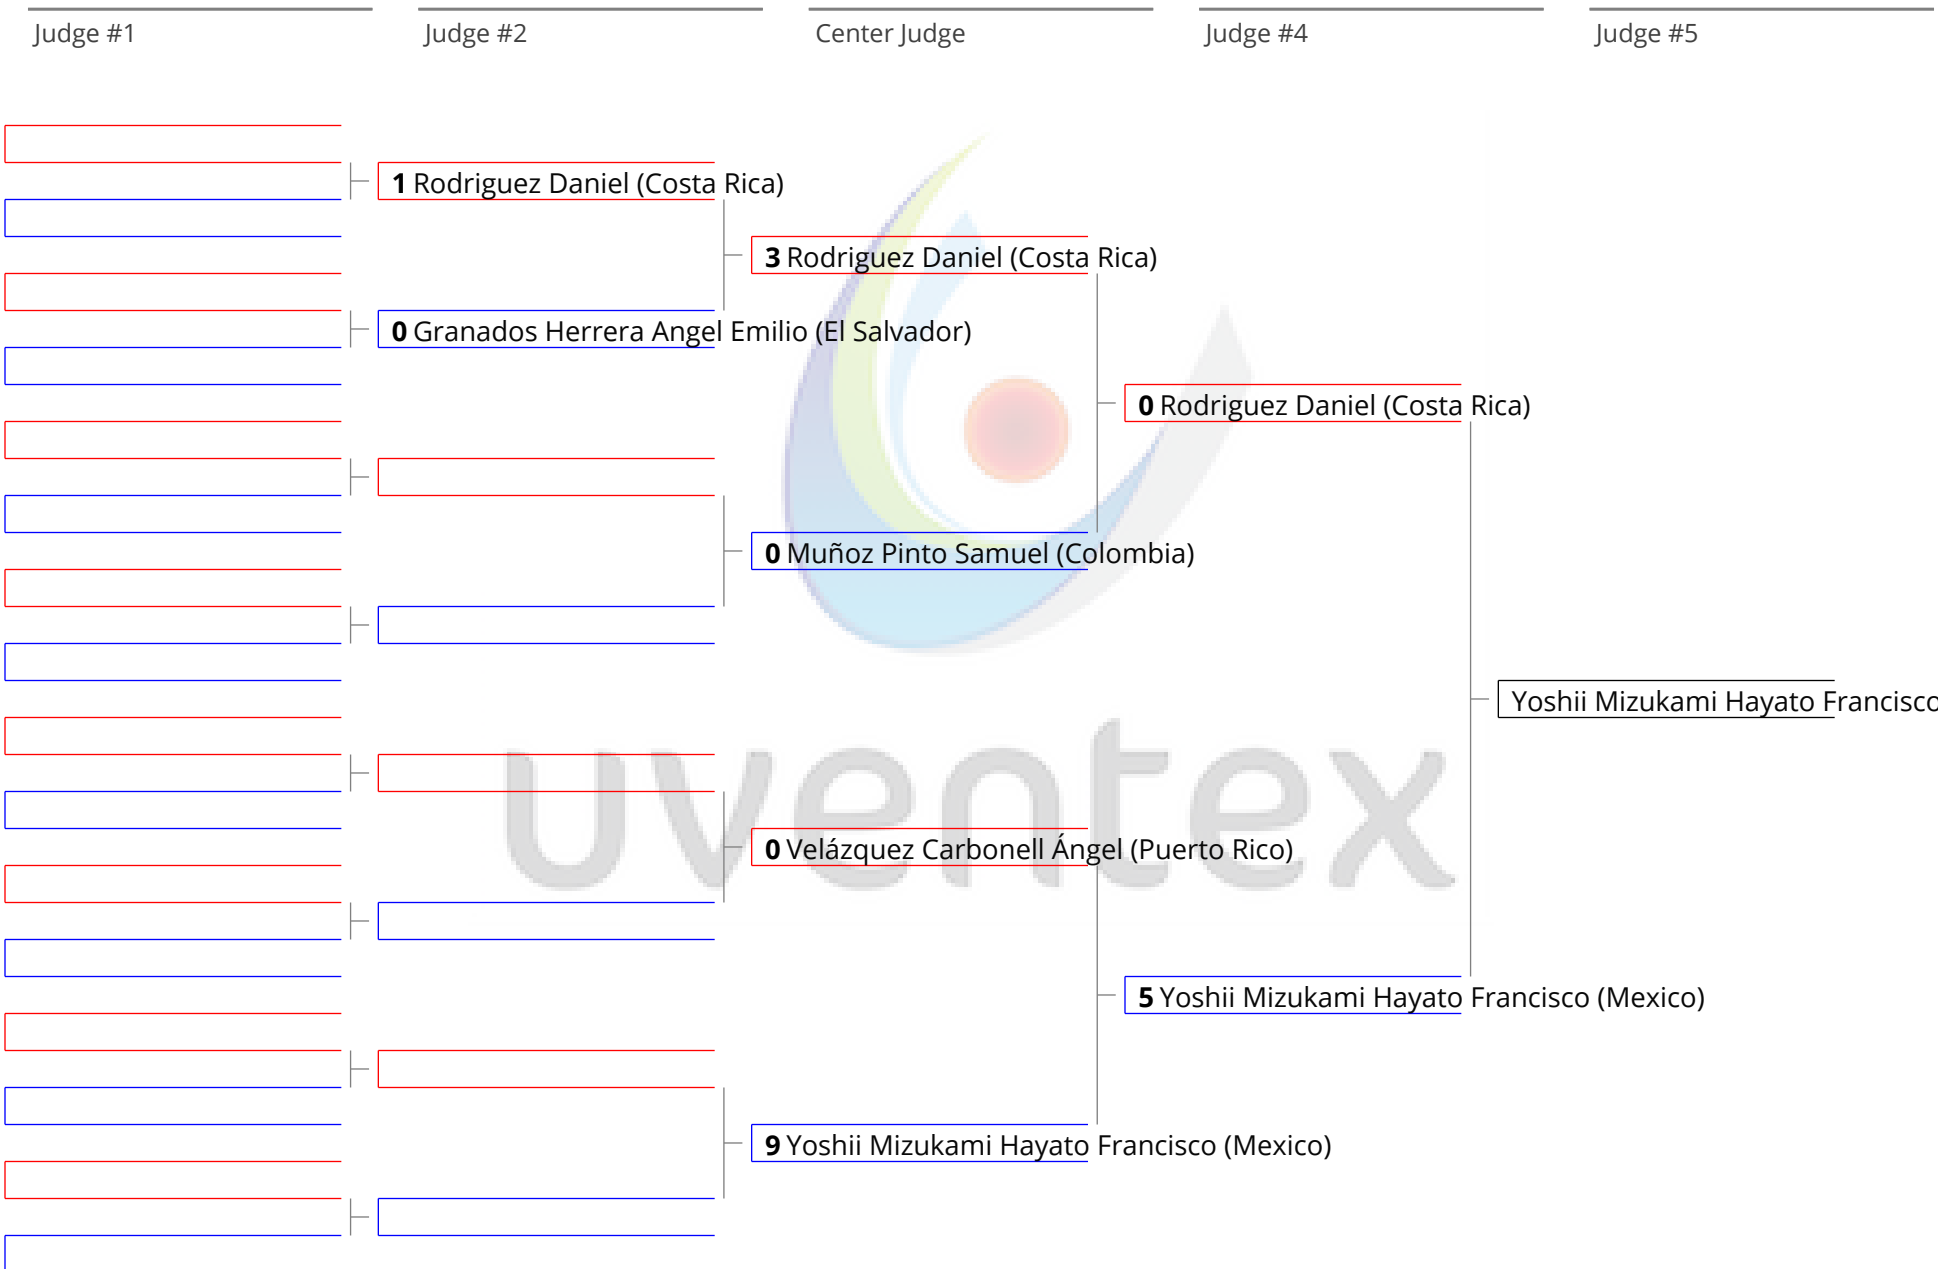 Judge #1
Judge #2
Center Judge
Judge #4
Judge #5
1 Rodriguez Daniel (Costa Rica)
3 Rodriguez Daniel (Costa Rica)
0 Granados Herrera Angel Emilio (El Salvador)
0 Rodriguez Daniel (Costa Rica)
0 Muñoz Pinto Samuel (Colombia)
Yoshii Mizukami Hayato Francisco
uventex
0 Velázquez Carbonell Ángel (Puerto Rico)
5 Yoshii Mizukami Hayato Francisco (Mexico)
9 Yoshii Mizukami Hayato Francisco (Mexico)